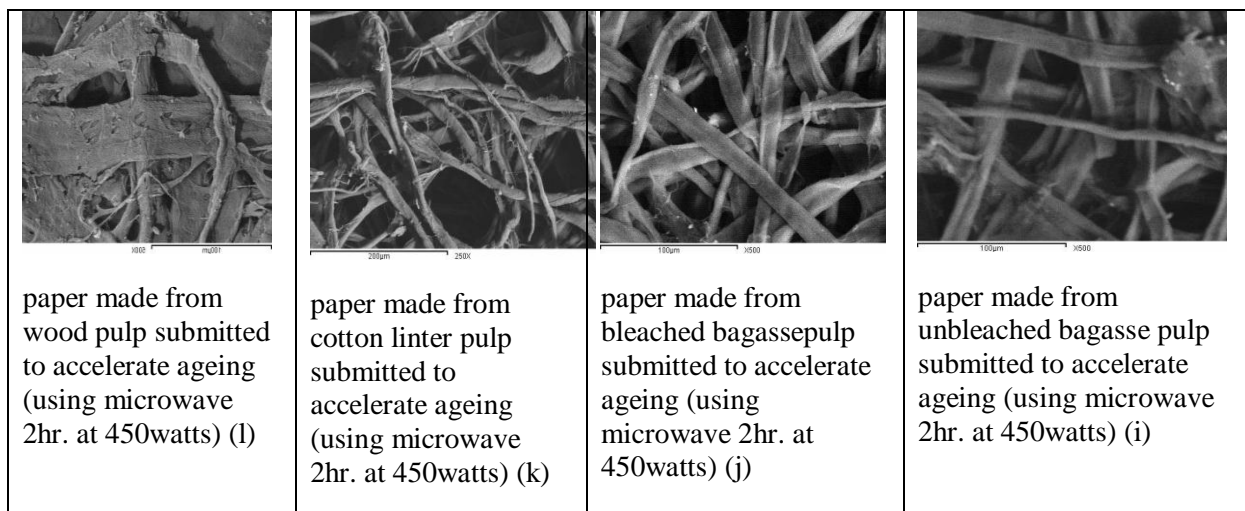 X500 100µm
paper made from
wood pulp submitted
to accelerate ageing
(using microwave
2hr. at 450watts) (l)
200µm 250X
paper made from
cotton linter pulp
submitted to
accelerate ageing
(using microwave
2hr. at 450watts) (k)
100µm X500
paper made from
bleached bagassepulp
submitted to accelerate
ageing (using
microwave 2hr. at
450watts) (j)
100µm X500
paper made from
unbleached bagasse pulp
submitted to accelerate
ageing (using microwave
2hr. at 450watts) (i)